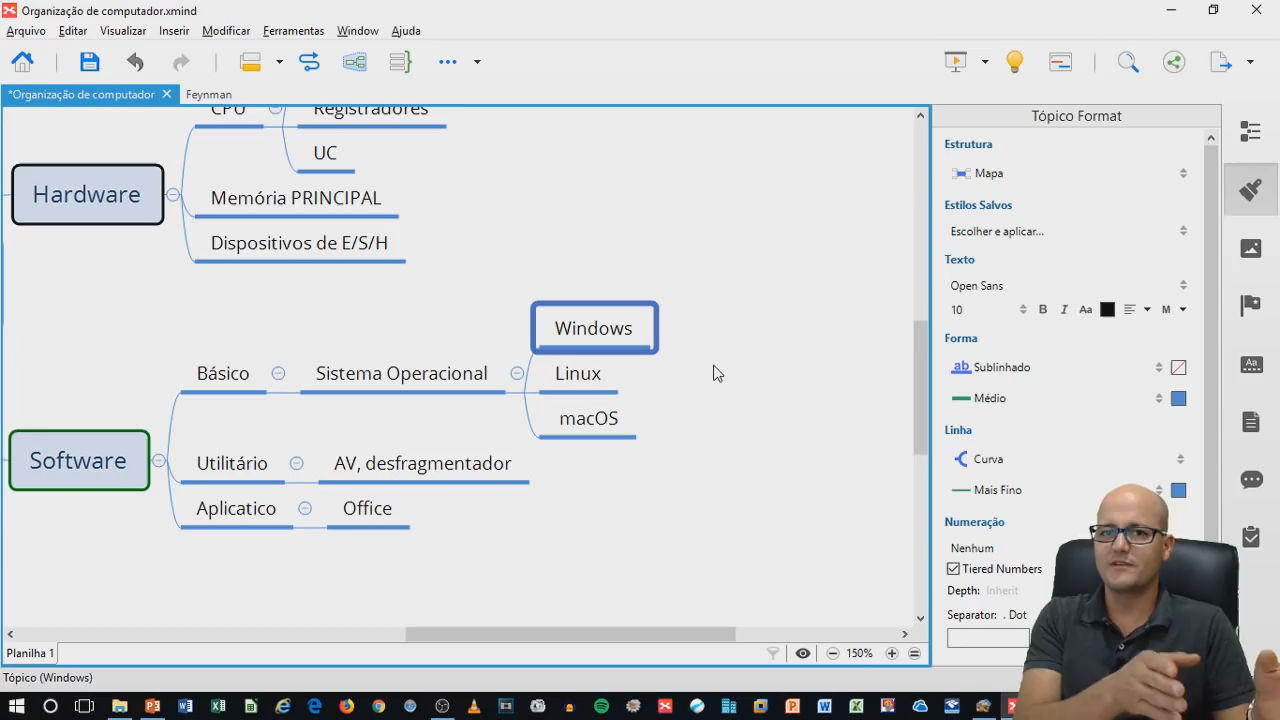 Organização de computador.xmind
Arquivo Editar Visualizar Inserir Modificar Ferramentas Window Ajuda
*Organização de computador Feynman
CPU Registradores
UC
Hardware
Memória PRINCIPAL
Dispositivos de E/S/H
Windows
Básico Sistema Operacional Linux
macOS
Software
Utilitário AV, desfragmentador
Aplicatico Office
Planilha 1
150%
Tópico (Windows)
Tópico Format
Estrutura
Mapa
Estilos Salvos
Escolher e aplicar...
Texto
Open Sans
10 B I Aa M
Forma
ab Sublinhado
Médio
Linha
Curva
Mais Fino
Numeração
Nenhum
Tiered Numbers
Depth: Inherit
Separator: . Dot